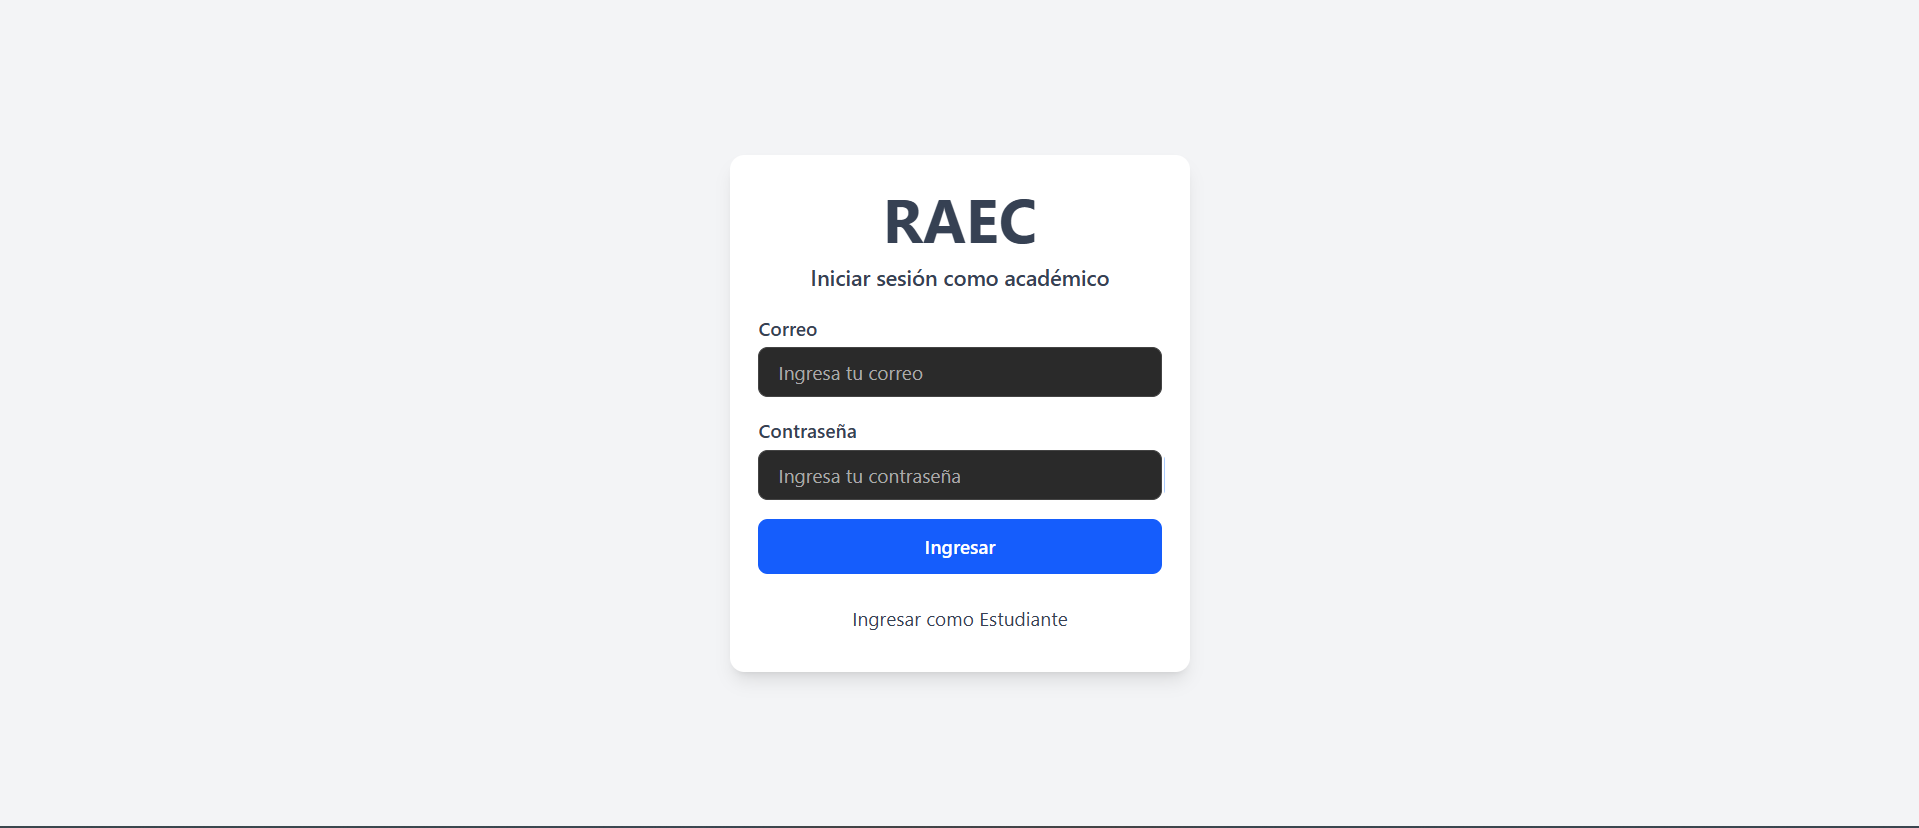 RAEC
Iniciar sesión como académico
Correo
Ingresa tu correo
Contraseña
Ingresa tu contraseña
Ingresar
Ingresar como Estudiante